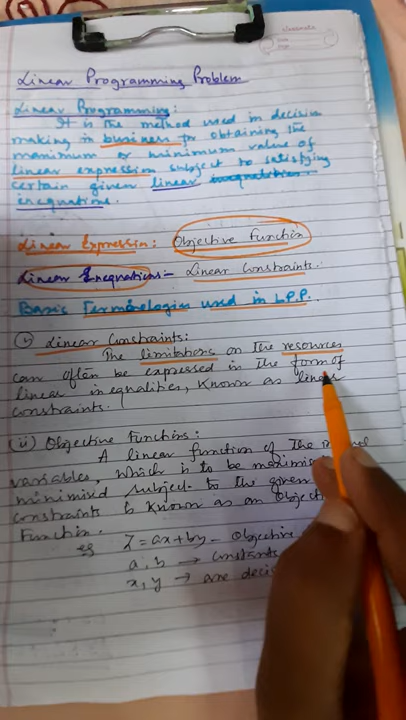 classmate
Linear Programming Problem
Linear Programming:
It is the method used in decision
making in business for obtaining the
maximum or minimum value of
linear expression subject to satisfying
certain given linear
inequations.
Linear Expression: Objective Function
Linear Inequations:- Linear Constraints.
Basic Terminologies used in L.P.P.
(i) Linear Constraints:
The limitations on the resources
can often be expressed in the form of
linear inequalities, known as linear
constraints.
(ii) Objective Functions:
A linear function of the
variables, which is to be
minimised subject to the given
constraints is known as an
Function.
eg Z = ax + by - Objective
a, b → constants
x, y → are